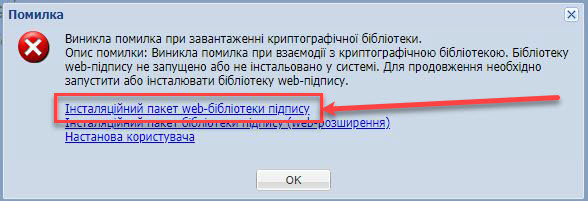 Помилка
Виникла помилка при завантаженні криптографічної бібліотеки.
Опис помилки: Виникла помилка при взаємодії з криптографічною бібліотекою. Бібліотеку
web-підпису не запущено або не інстальовано у системі. Для продовження необхідно
запустити або інсталювати бібліотеку web-підпису.
Інсталяційний пакет web-бібліотеки підпису
Інсталяційний пакет бібліотеки підпису (web-розширення)
Настанова користувача
OK